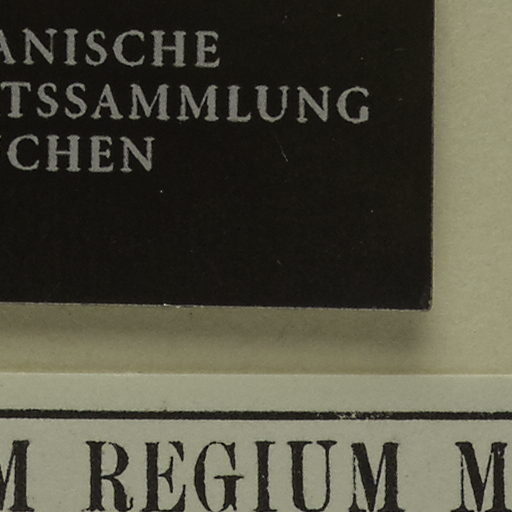 ANISCHE
TSSAMMLUNG
CHEN
M REGIUM M